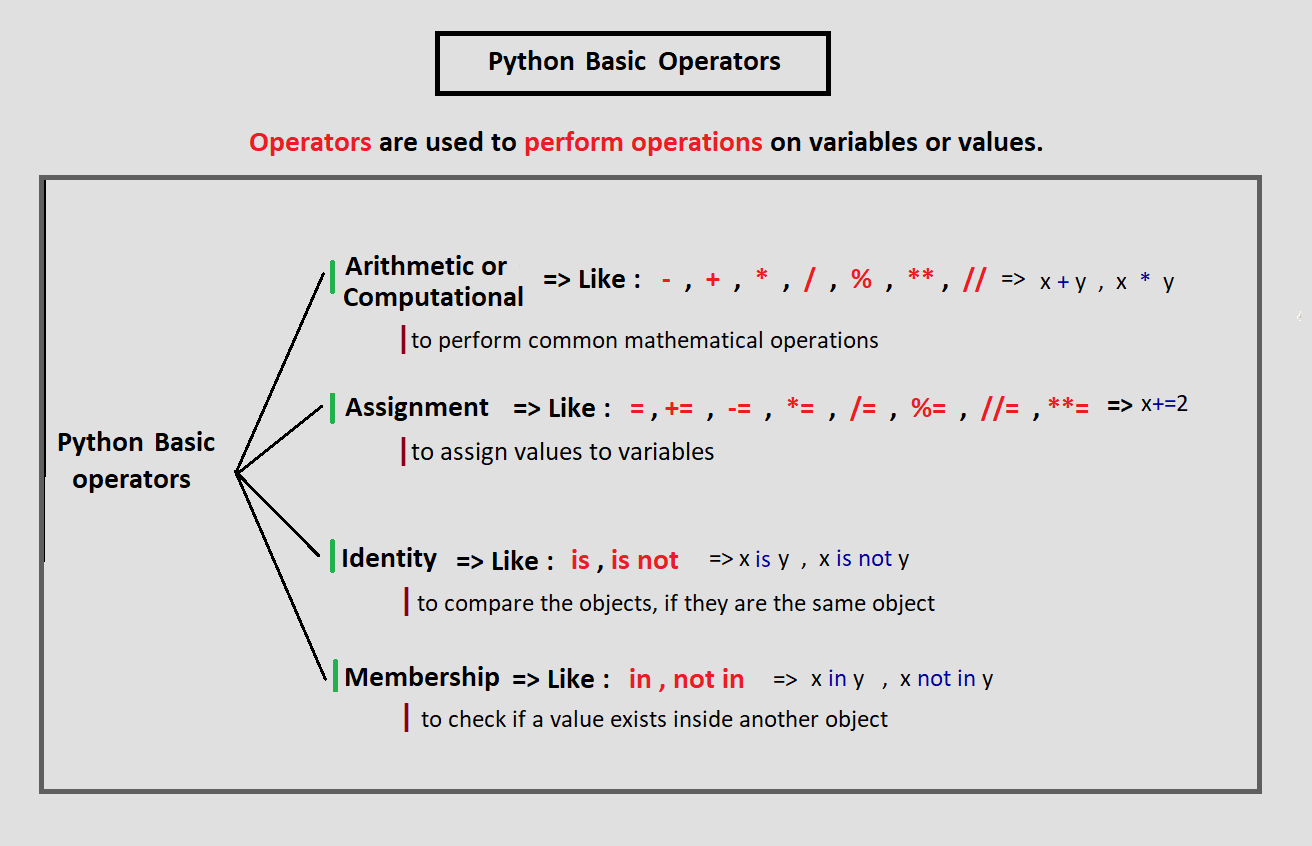 Python Basic Operators
Operators are used to perform operations on variables or values.
Arithmetic or
Computational => Like : - , + , * , / , % , ** , // => x + y , x * y
to perform common mathematical operations
Assignment => Like : = , += , -= , *= , /= , %= , //= , **= => x+=2
to assign values to variables
Python Basic
operators
Identity => Like : is , is not => x is y , x is not y
to compare the objects, if they are the same object
Membership => Like : in , not in => x in y , x not in y
to check if a value exists inside another object